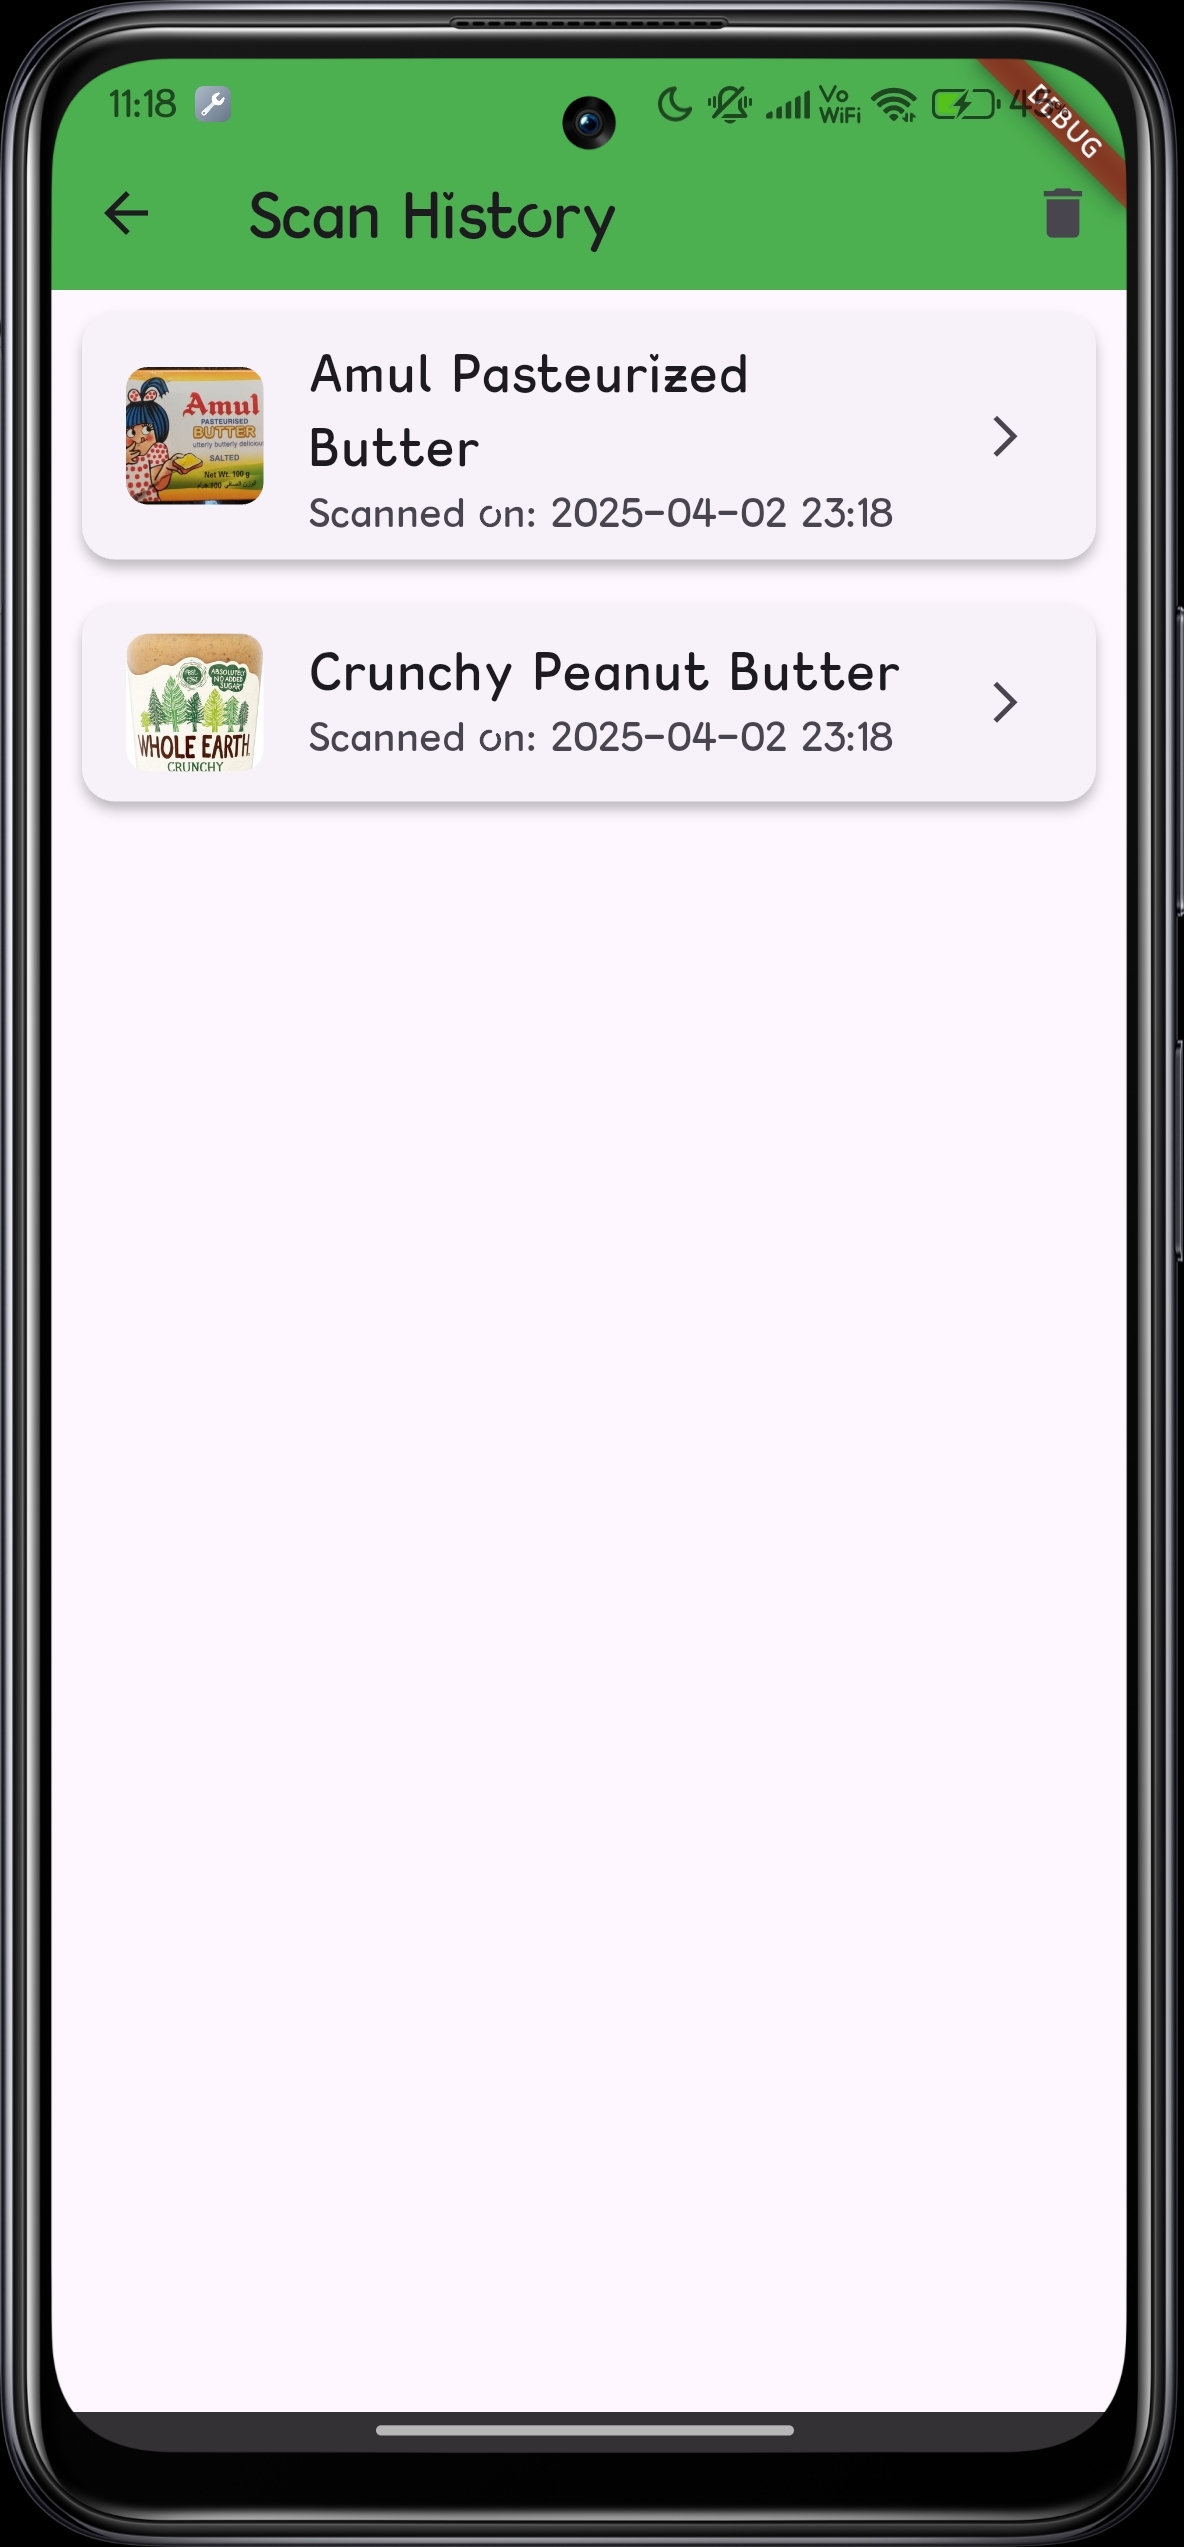 11:18
Vo
WiFi
DEBUG
Scan History
Amul Pasteurized
Butter
Scanned on: 2025-04-02 23:18
Amul
PASTEURISED
BUTTER
utterly butterly delicious
SALTED
Net Wt. 100 g
Crunchy Peanut Butter
Scanned on: 2025-04-02 23:18
ABSOLUTELY
NO ADDED
SUGAR
WHOLE EARTH
CRUNCHY